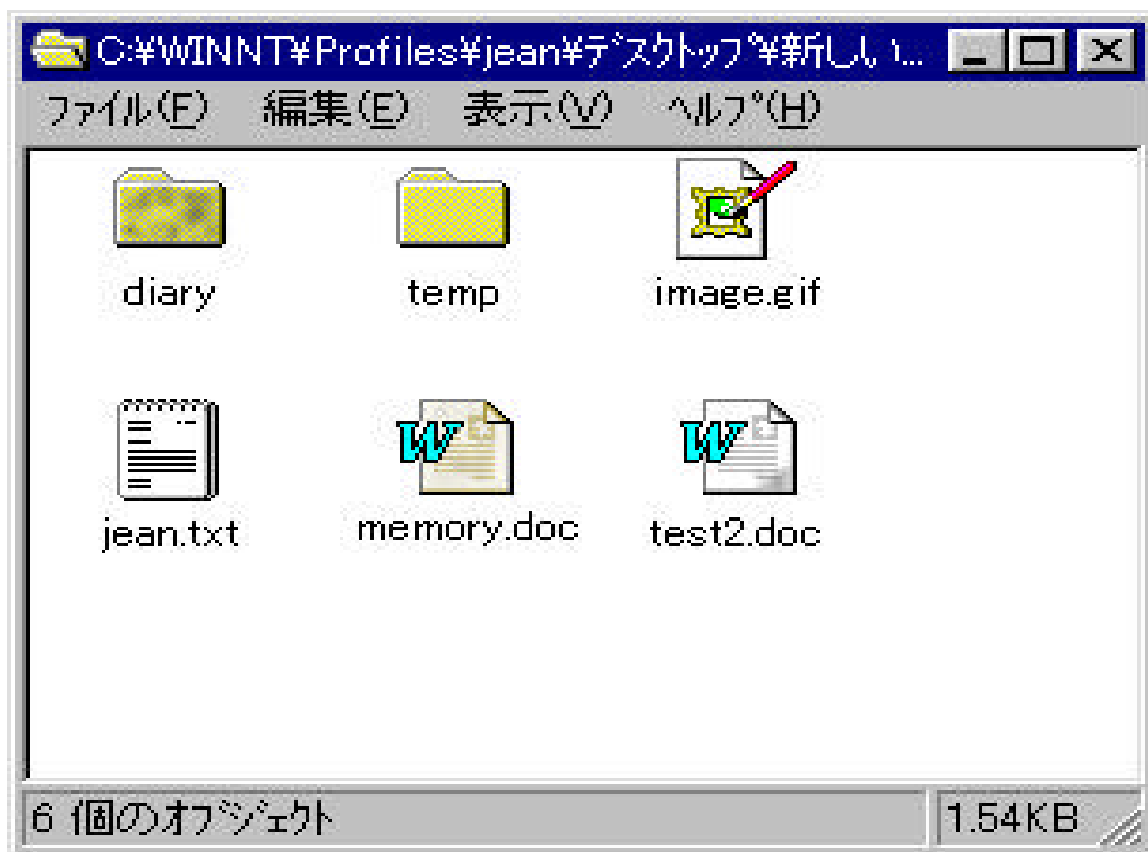 C:¥WINNT¥Profiles¥jean¥デスクトップ¥新しい...
ファイル(F) 編集(E) 表示(V) ヘルプ(H)
diary temp image.gif
jean.txt memory.doc test2.doc
6 個のオブジェクト 1.54KB